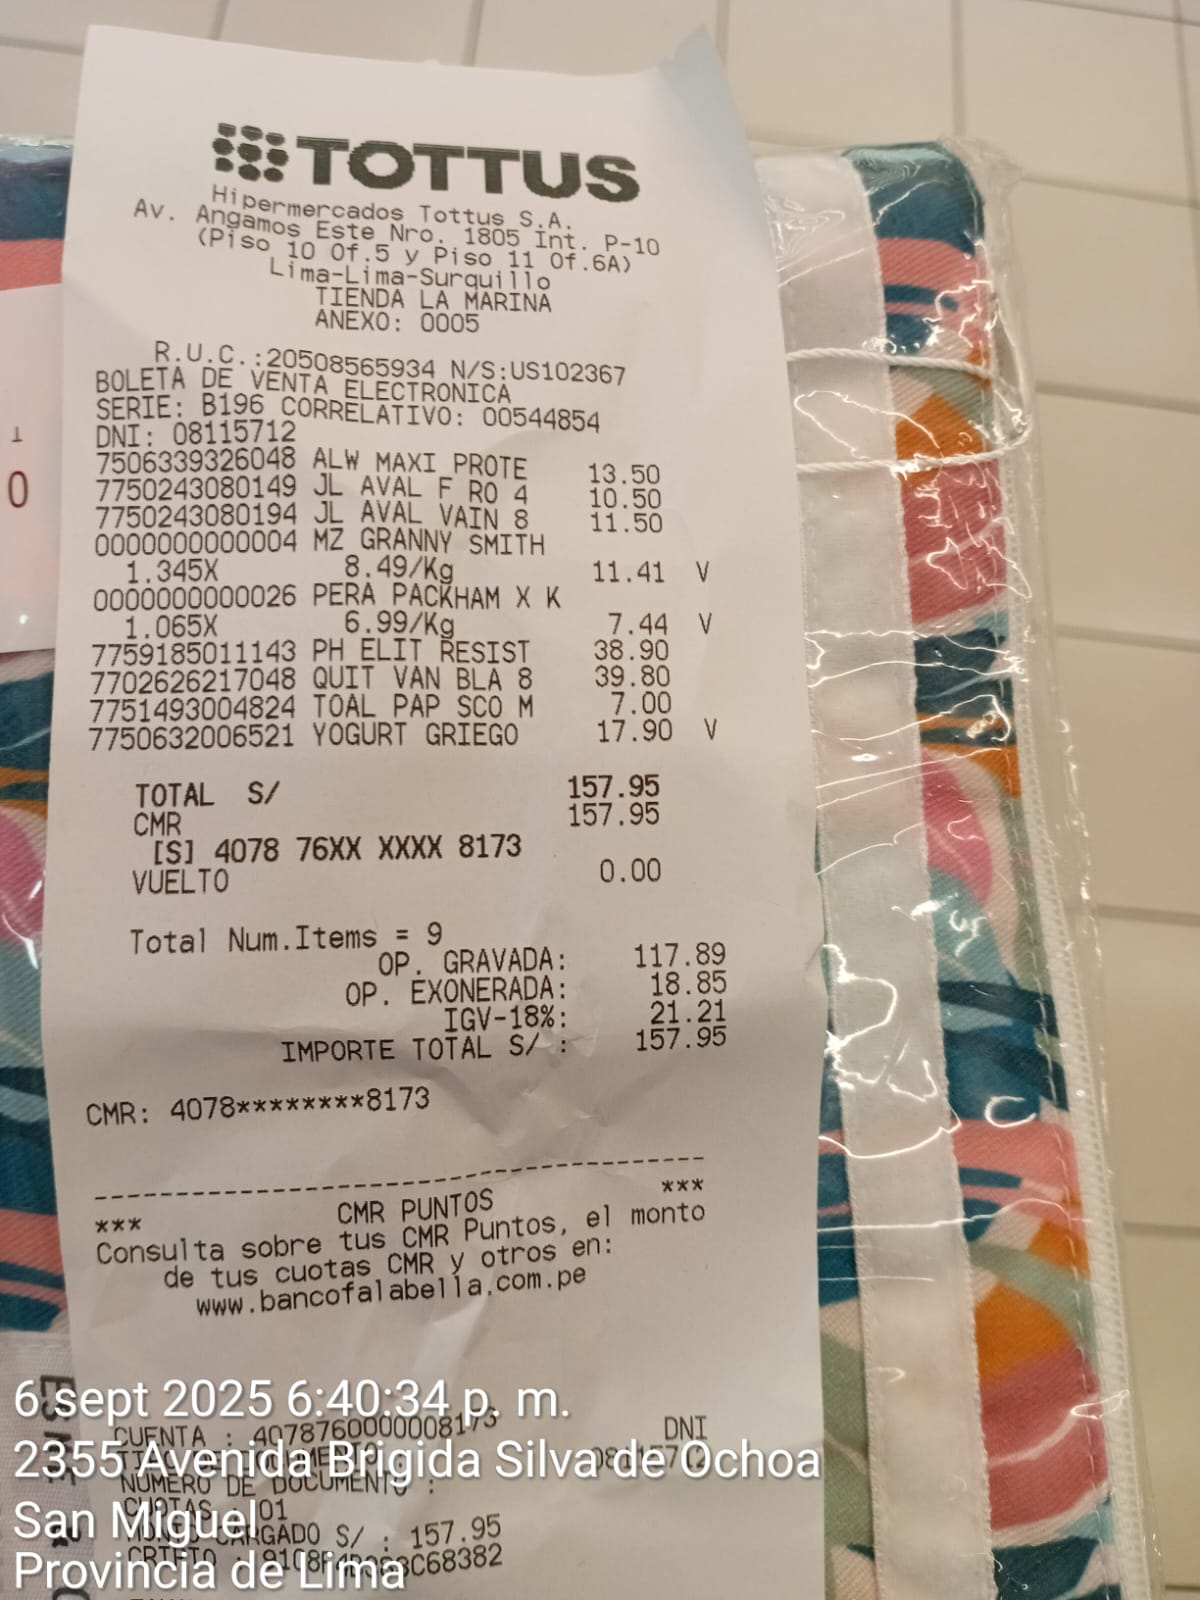 TOTTUS
Hipermercados Tottus S.A.
Av. Angamos Este Nro. 1805 Int. P-10
(Piso 10 Of.5 y Piso 11 Of.6A)
Lima-Lima-Surquillo
TIENDA LA MARINA
ANEXO: 0005
R.U.C.:20508565934 N/S:US102367
BOLETA DE VENTA ELECTRONICA
SERIE: B196 CORRELATIVO: 00544854
DNI: 08115712
7506339326048 ALW MAXI PROTE 13.50
7750243080149 JL AVAL F RO 4 10.50
7750243080194 JL AVAL VAIN 8 11.50
0000000000004 MZ GRANNY SMITH
1.345X 8.49/Kg 11.41 V
0000000000026 PERA PACKHAM X K
1.065X 6.99/Kg 7.44 V
7759185011143 PH ELIT RESIST 38.90
7702626217048 QUIT VAN BLA 8 39.80
7751493004824 TOAL PAP SCO M 7.00
7750632006521 YOGURT GRIEGO 17.90 V
TOTAL S/ 157.95
CMR 157.95
[S] 4078 76XX XXXX 8173
VUELTO 0.00
Total Num.Items = 9
OP. GRAVADA: 117.89
OP. EXONERADA: 18.85
IGV-18%: 21.21
IMPORTE TOTAL S/ : 157.95
CMR: 4078********8173
*** CMR PUNTOS ***
Consulta sobre tus CMR Puntos, el monto
de tus cuotas CMR y otros en:
www.bancofalabella.com.pe
6 sept 2025 6:40:34 p. m.
CUENTA : 4078760000008173 DNI
2355 Avenida Brigida Silva de Ochoa
NUMERO DE DOCUMENTO :
CUOTAS : 01
San Miguel
CARGADO S/ : 157.95
Provincia de Lima